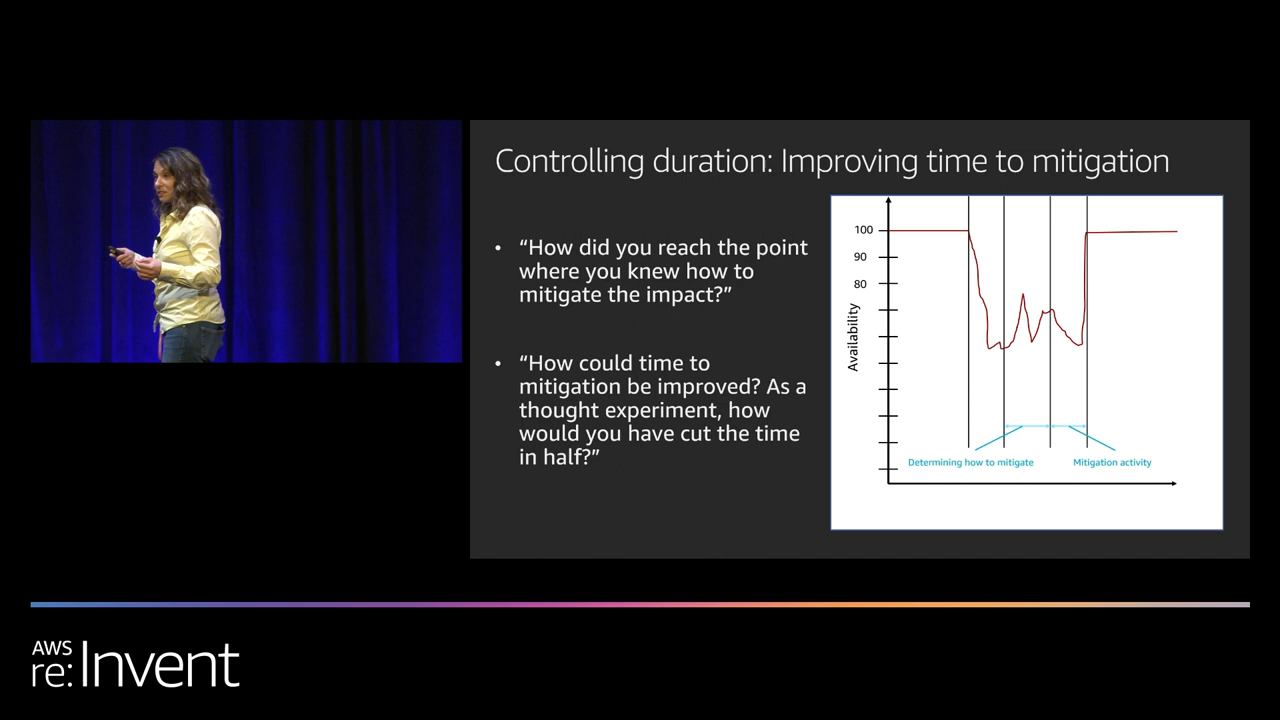 Controlling duration: Improving time to mitigation
• “How did you reach the point
where you knew how to
mitigate the impact?”
• “How could time to
mitigation be improved? As a
thought experiment, how
would you have cut the time
in half?”
100
90
80
Availability
Determining how to mitigate
Mitigation activity
AWS
re:Invent